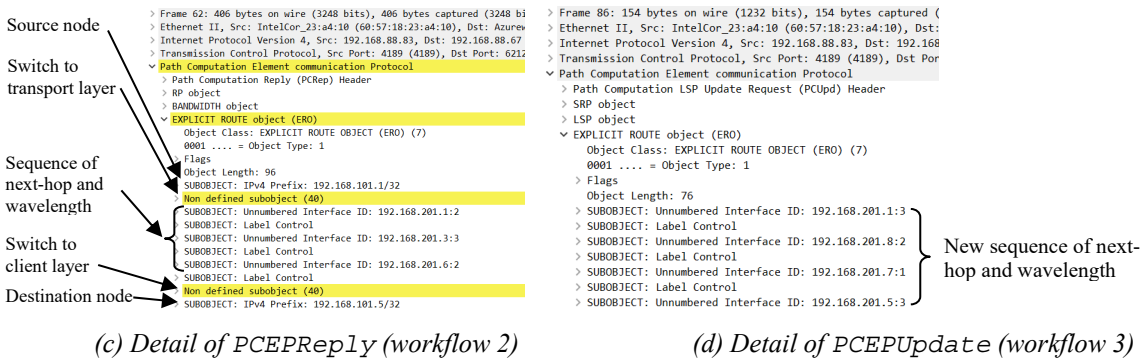 Source node
Switch to
transport layer
Sequence of
next-hop and
wavelength
Switch to
client layer
Destination node
Frame 62: 406 bytes on wire (3248 bits), 406 bytes captured (3248 bi
Ethernet II, Src: IntelCor_23:a4:10 (60:57:18:23:a4:10), Dst: Azurew
Internet Protocol Version 4, Src: 192.168.88.83, Dst: 192.168.88.67
Transmission Control Protocol, Src Port: 4189 (4189), Dst Port: 6212
Path Computation Element communication Protocol
Path Computation Reply (PCRep) Header
RP object
BANDWIDTH object
EXPLICIT ROUTE object (ERO)
Object Class: EXPLICIT ROUTE OBJECT (ERO) (7)
0001 .... = Object Type: 1
Flags
Object Length: 96
SUBOBJECT: IPv4 Prefix: 192.168.101.1/32
Non defined subobject (40)
SUBOBJECT: Unnumbered Interface ID: 192.168.201.1:2
SUBOBJECT: Label Control
SUBOBJECT: Unnumbered Interface ID: 192.168.201.3:3
SUBOBJECT: Label Control
SUBOBJECT: Unnumbered Interface ID: 192.168.201.6:2
SUBOBJECT: Label Control
Non defined subobject (40)
SUBOBJECT: IPv4 Prefix: 192.168.101.5/32
(c) Detail of PCEPReply (workflow 2)
Frame 86: 154 bytes on wire (1232 bits), 154 bytes captured (
Ethernet II, Src: IntelCor_23:a4:10 (60:57:18:23:a4:10), Dst:
Internet Protocol Version 4, Src: 192.168.88.83, Dst: 192.168
Transmission Control Protocol, Src Port: 4189 (4189), Dst Por
Path Computation Element communication Protocol
Path Computation LSP Update Request (PCUpd) Header
SRP object
LSP object
EXPLICIT ROUTE object (ERO)
Object Class: EXPLICIT ROUTE OBJECT (ERO) (7)
0001 .... = Object Type: 1
Flags
Object Length: 76
SUBOBJECT: Unnumbered Interface ID: 192.168.201.1:3
SUBOBJECT: Label Control
SUBOBJECT: Unnumbered Interface ID: 192.168.201.8:2
SUBOBJECT: Label Control
SUBOBJECT: Unnumbered Interface ID: 192.168.201.7:1
SUBOBJECT: Label Control
SUBOBJECT: Unnumbered Interface ID: 192.168.201.5:3
New sequence of next-
hop and wavelength
(d) Detail of PCEPUpdate (workflow 3)